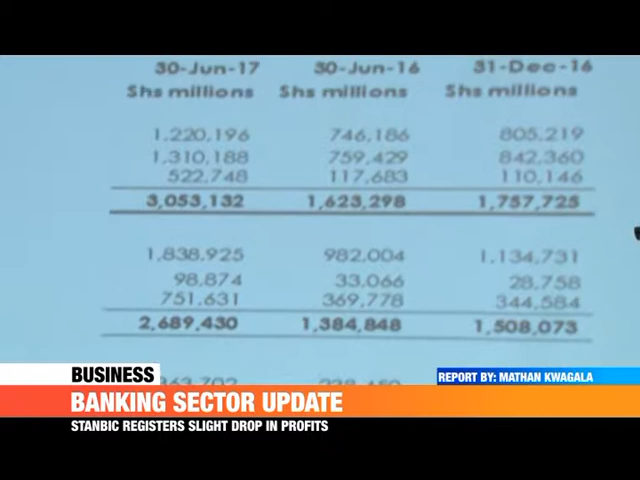 30-Jun-17 30-Jun-16 31-Dec-16
Shs millions Shs millions Shs millions
1,220,196 746,186 805,219
1,310,188 759,429 842,360
522,748 117,683 110,146
3,053,132 1,623,298 1,757,725
1,838,925 982,004 1,134,731
98,874 33,066 28,758
751,631 369,778 344,584
2,689,430 1,384,848 1,508,073
363,702
BUSINESS
REPORT BY: MATHAN KWAGALA
BANKING SECTOR UPDATE
STANBIC REGISTERS SLIGHT DROP IN PROFITS